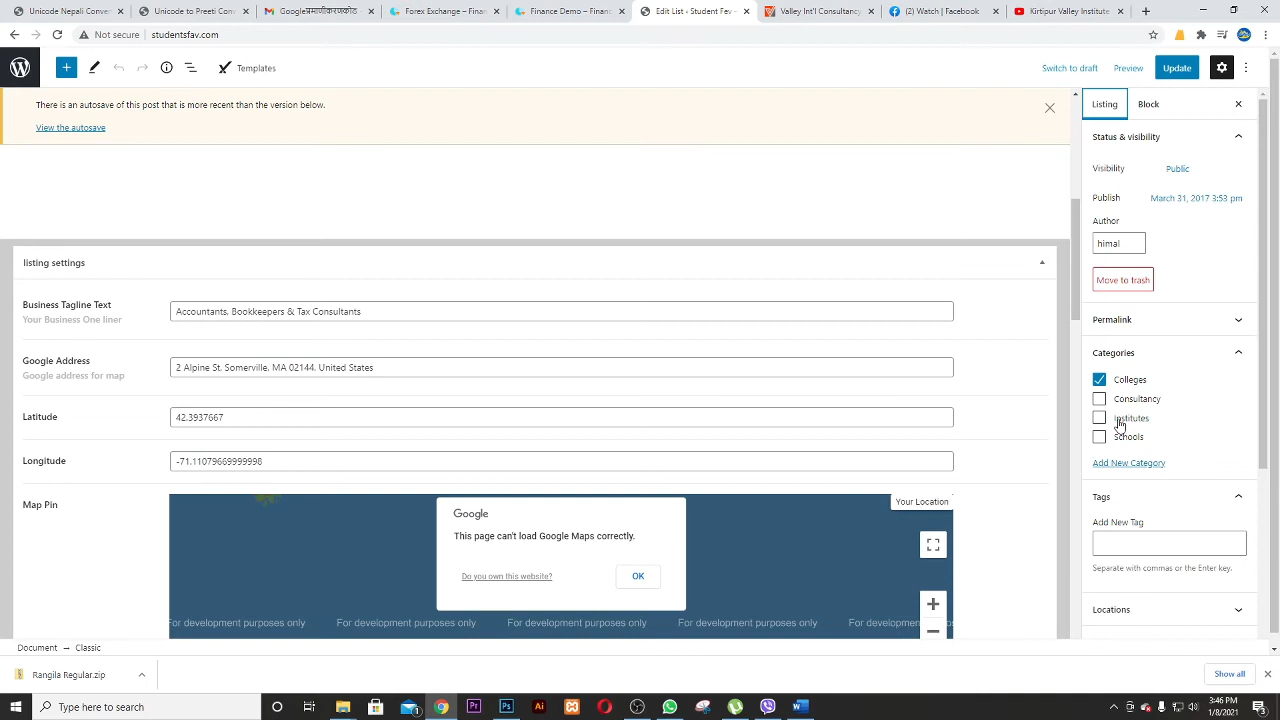 Unicode to Nepali Conv
Unicode to Preeti Conv
Forex Exchange – Financ
Finance Demo – Financ
Edit List ‹ Student Fav —
Valley Int'l Consultancy
(2) Watch | Facebook
Kirtipur Valley Institute
Not secure
studentsfav.com
Templates
Switch to draft
Preview
Update
There is an autosave of this post that is more recent than the version below.
View the autosave
listing settings
Business Tagline Text
Your Business One liner
Accountants, Bookkeepers & Tax Consultants
Google Address
Google address for map
2 Alpine St, Somerville, MA 02144, United States
Latitude
42.3937667
Longitude
-71.11079669999998
Map Pin
Your Location
Google
This page can't load Google Maps correctly.
Do you own this website?
OK
For development purposes only
For development purposes only
For development purposes only
For development purposes only
For development
Listing
Block
Status & visibility
Visibility
Public
Publish
March 31, 2017 3:53 pm
Author
himal
Move to trash
Permalink
Categories
Colleges
Consultancy
Institutes
Schools
Add New Category
Tags
Add New Tag
Separate with commas or the Enter key.
Locations
Document → Classic
Rangila Regular.zip
Show all
Type here to search
3:46 PM
1/8/2021